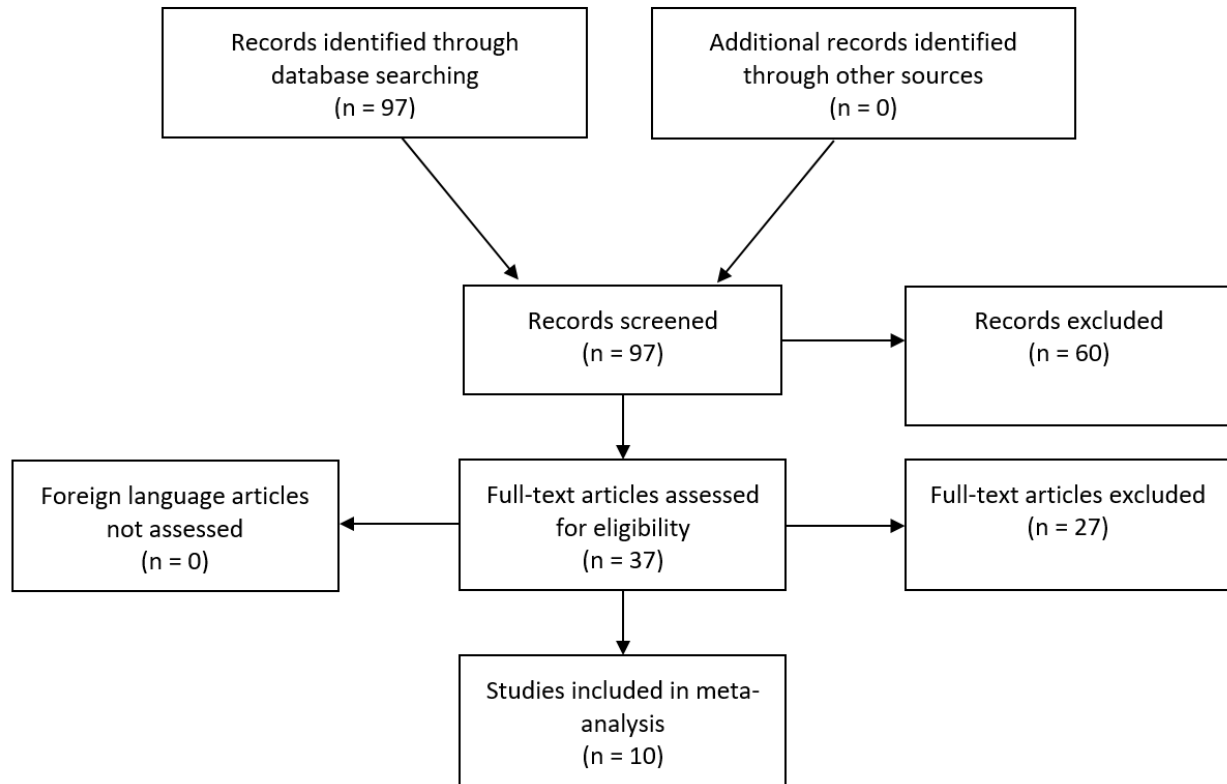 Records identified through
database searching
(n = 97)
Additional records identified
through other sources
(n = 0)
Records screened
(n = 97)
Records excluded
(n = 60)
Foreign language articles
not assessed
(n = 0)
Full-text articles assessed
for eligibility
(n = 37)
Full-text articles excluded
(n = 27)
Studies included in meta-
analysis
(n = 10)